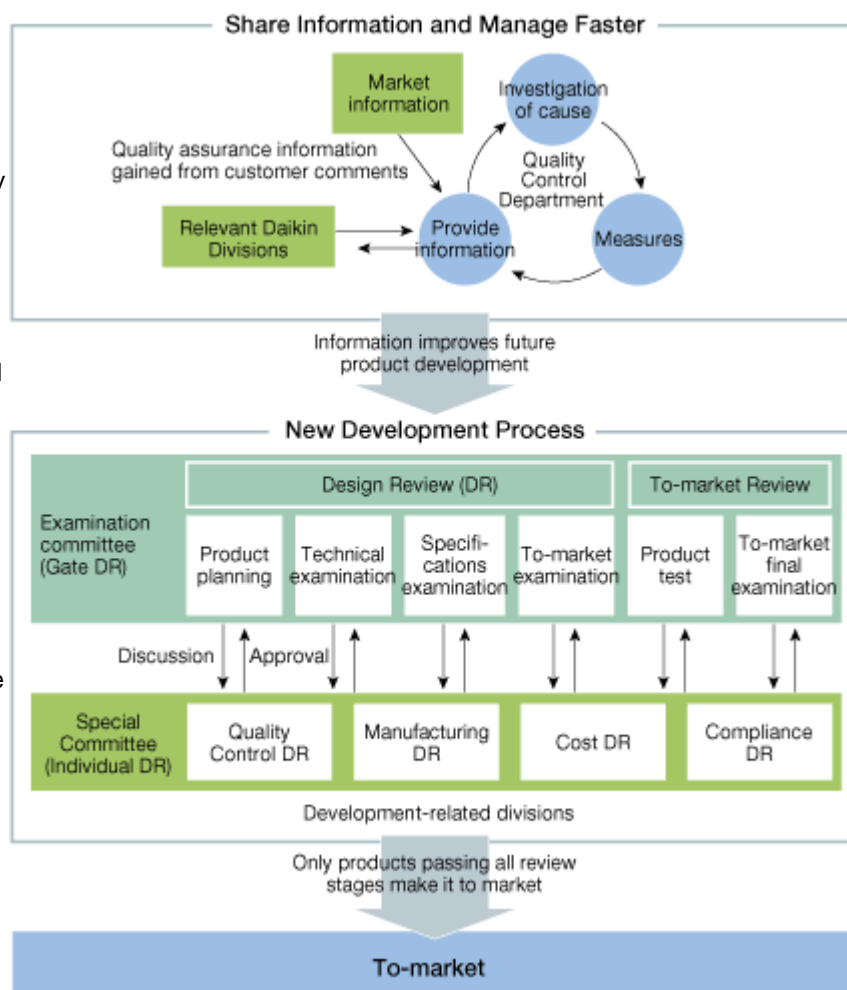 Share Information and Manage Faster
Market
information
Investigation
of cause
Quality assurance information
gained from customer comments
Quality
Control
Department
y
Relevant Daikin
Divisions
Provide
information
Measures
Information improves future
product development
New Development Process
Examination
committee
(Gate DR)
Design Review (DR)
To-market Review
Product
planning
Technical
examination
Specifi-
cations
examination
To-market
examination
Product
test
To-market
final
examination
Discussion
Approval
e
Special
Committee
(Individual DR)
Quality
Control DR
Manufacturing
DR
Cost DR
Compliance
DR
Development-related divisions
Only products passing all review
stages make it to market
To-market